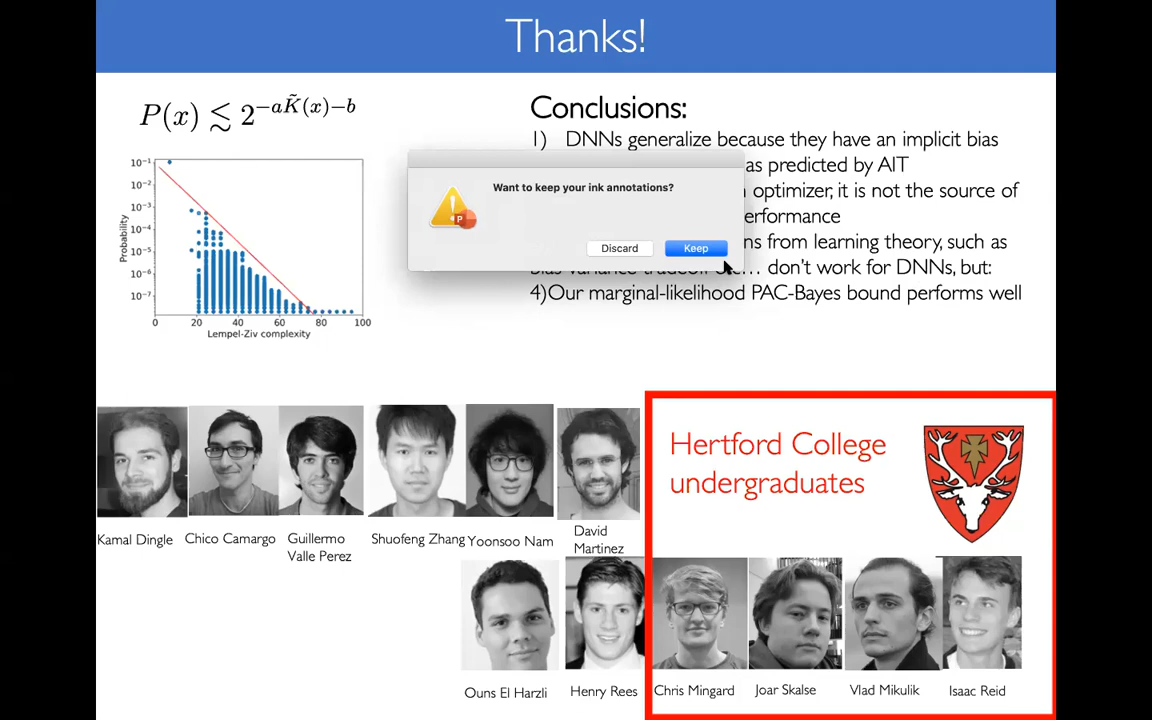 Thanks!
P(x) ≲ 2^{-aK̃(x)-b}
Conclusions:
1) DNNs generalize because they have an implicit bias
as predicted by AIT
optimizer, it is not the source of
erformance
ns from learning theory, such as
don't work for DNNs, but:
4)Our marginal-likelihood PAC-Bayes bound performs well
Want to keep your ink annotations?
Discard
Keep
Probability
10⁻¹
10⁻³
10⁻⁴
10⁻⁵
10⁻⁶
10⁻⁷
0 20 40 60 80 100
Lempel-Ziv complexity
Hertford College
undergraduates
Kamal Dingle
Chico Camargo
Guillermo
Valle Perez
Shuofeng Zhang
Yoonsoo Nam
David
Martinez
Ouns El Harzli
Henry Rees
Chris Mingard
Joar Skalse
Vlad Mikulik
Isaac Reid